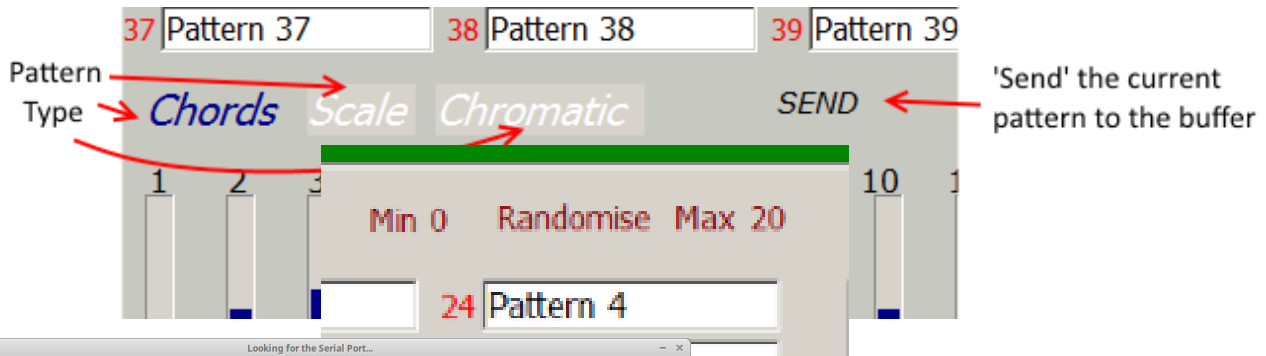 37 Pattern 37 38 Pattern 38 39 Pattern 39
Pattern
Type
Chords Scale Chromatic SEND
'Send' the current
pattern to the buffer
1 2 10
Min 0 Randomise Max 20
24 Pattern 4
Looking for the Serial Port...